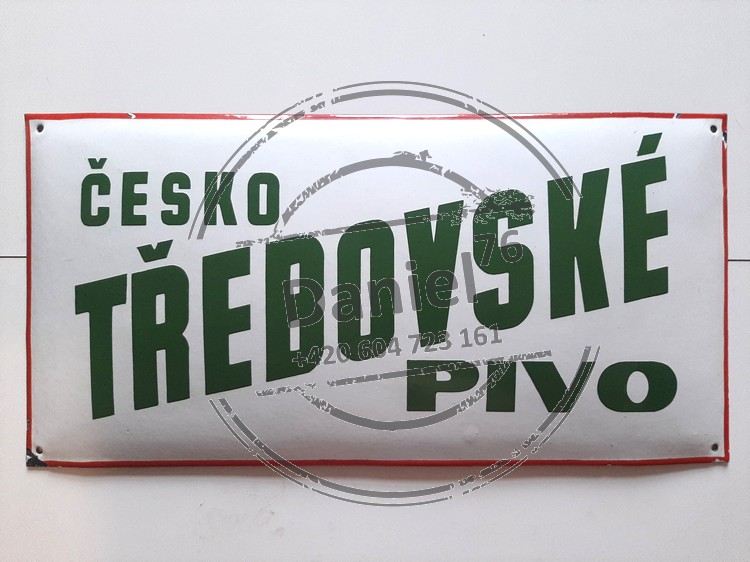 ČESKO
TŘEBOVSKÉ
PIVO
Daniel76
+420 604 723 161